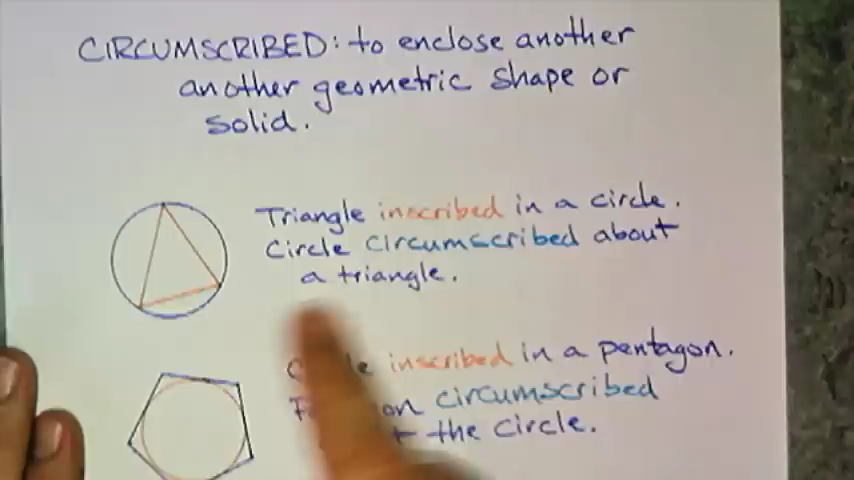 CIRCUMSCRIBED: to enclose another
another geometric shape or
solid.
Triangle inscribed in a circle.
Circle circumscribed about
a triangle.
inscribed in a pentagon.
circumscribed
the circle.